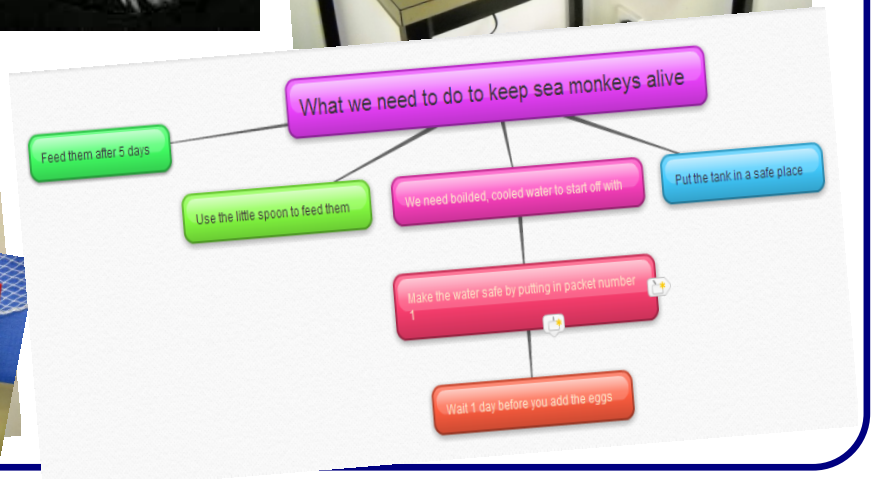 What we need to do to keep sea monkeys alive
Feed them after 5 days
Use the little spoon to feed them
We need boilded, cooled water to start off with
Put the tank in a safe place
Make the water safe by putting in packet number
1
Wait 1 day before you add the eggs